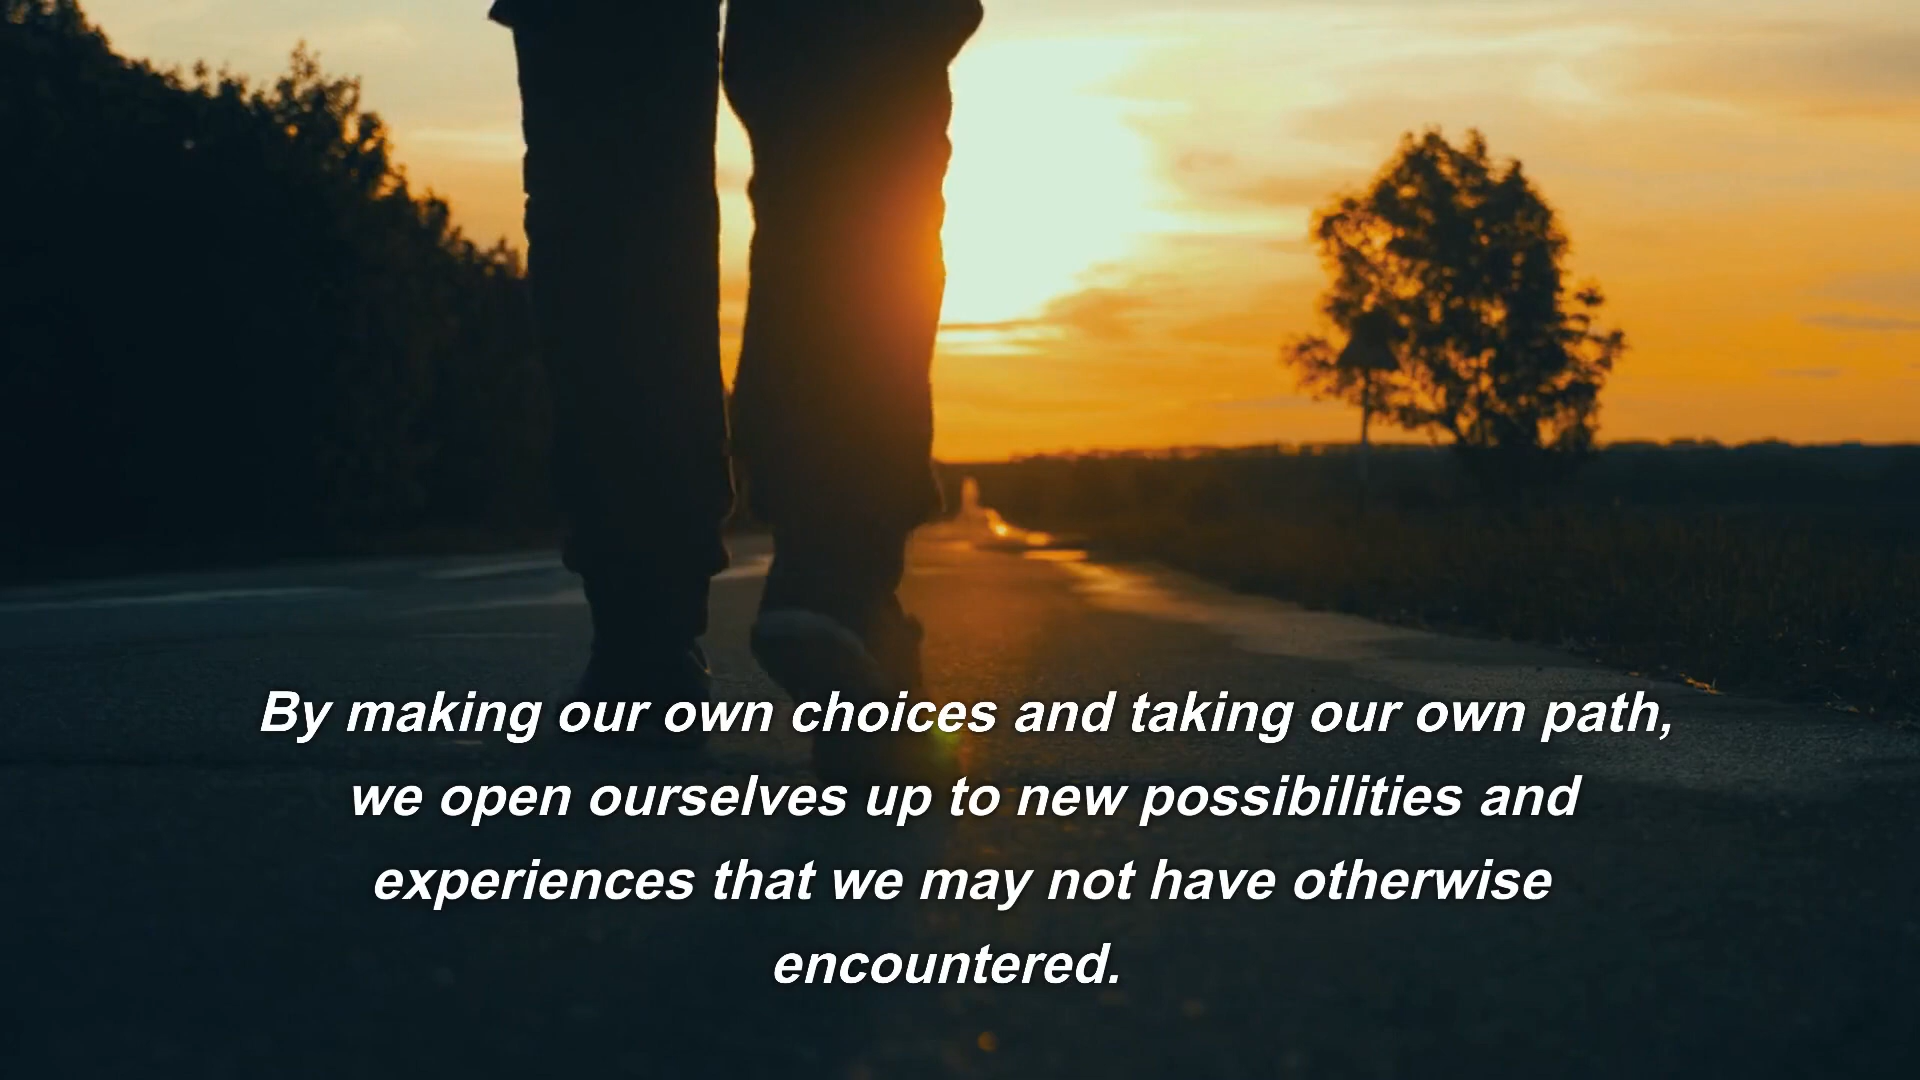 By making our own choices and taking our own path,
we open ourselves up to new possibilities and
experiences that we may not have otherwise
encountered.